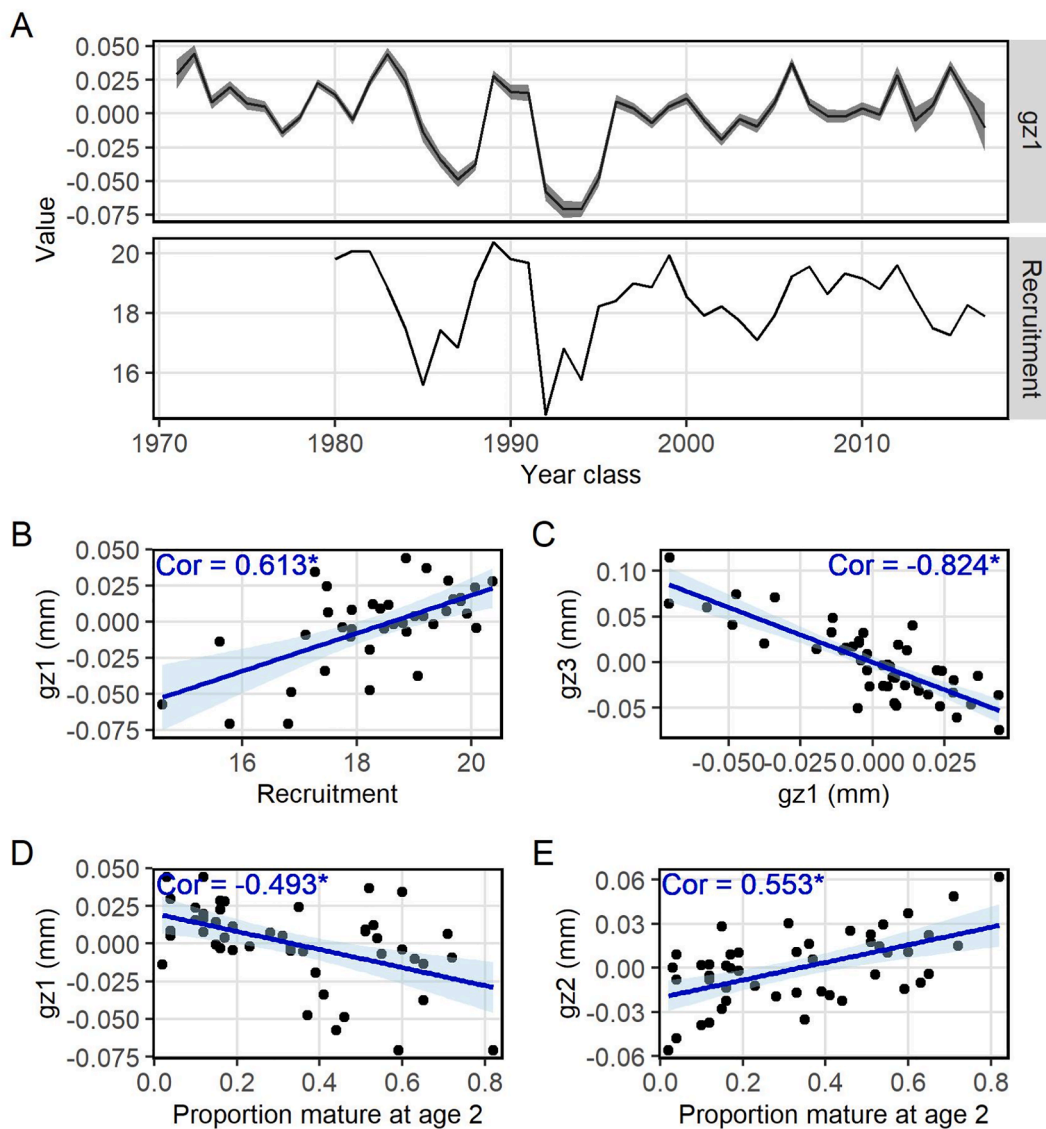 A
0.050
0.025
0.000
-0.025
-0.050
-0.075
gz1
Value
20
18
16
Recruitment
1970 1980 1990 2000 2010
Year class
B
Cor = 0.613*
0.050
0.025
0.000
-0.025
-0.050
-0.075
gz1 (mm)
16 18 20
Recruitment
C
Cor = -0.824*
0.10
0.05
0.00
-0.05
gz3 (mm)
-0.050 -0.025 0.000 0.025
gz1 (mm)
D
Cor = -0.493*
0.050
0.025
0.000
-0.025
-0.050
-0.075
gz1 (mm)
0.0 0.2 0.4 0.6 0.8
Proportion mature at age 2
E
Cor = 0.553*
0.06
0.03
0.00
-0.03
-0.06
gz2 (mm)
0.0 0.2 0.4 0.6 0.8
Proportion mature at age 2